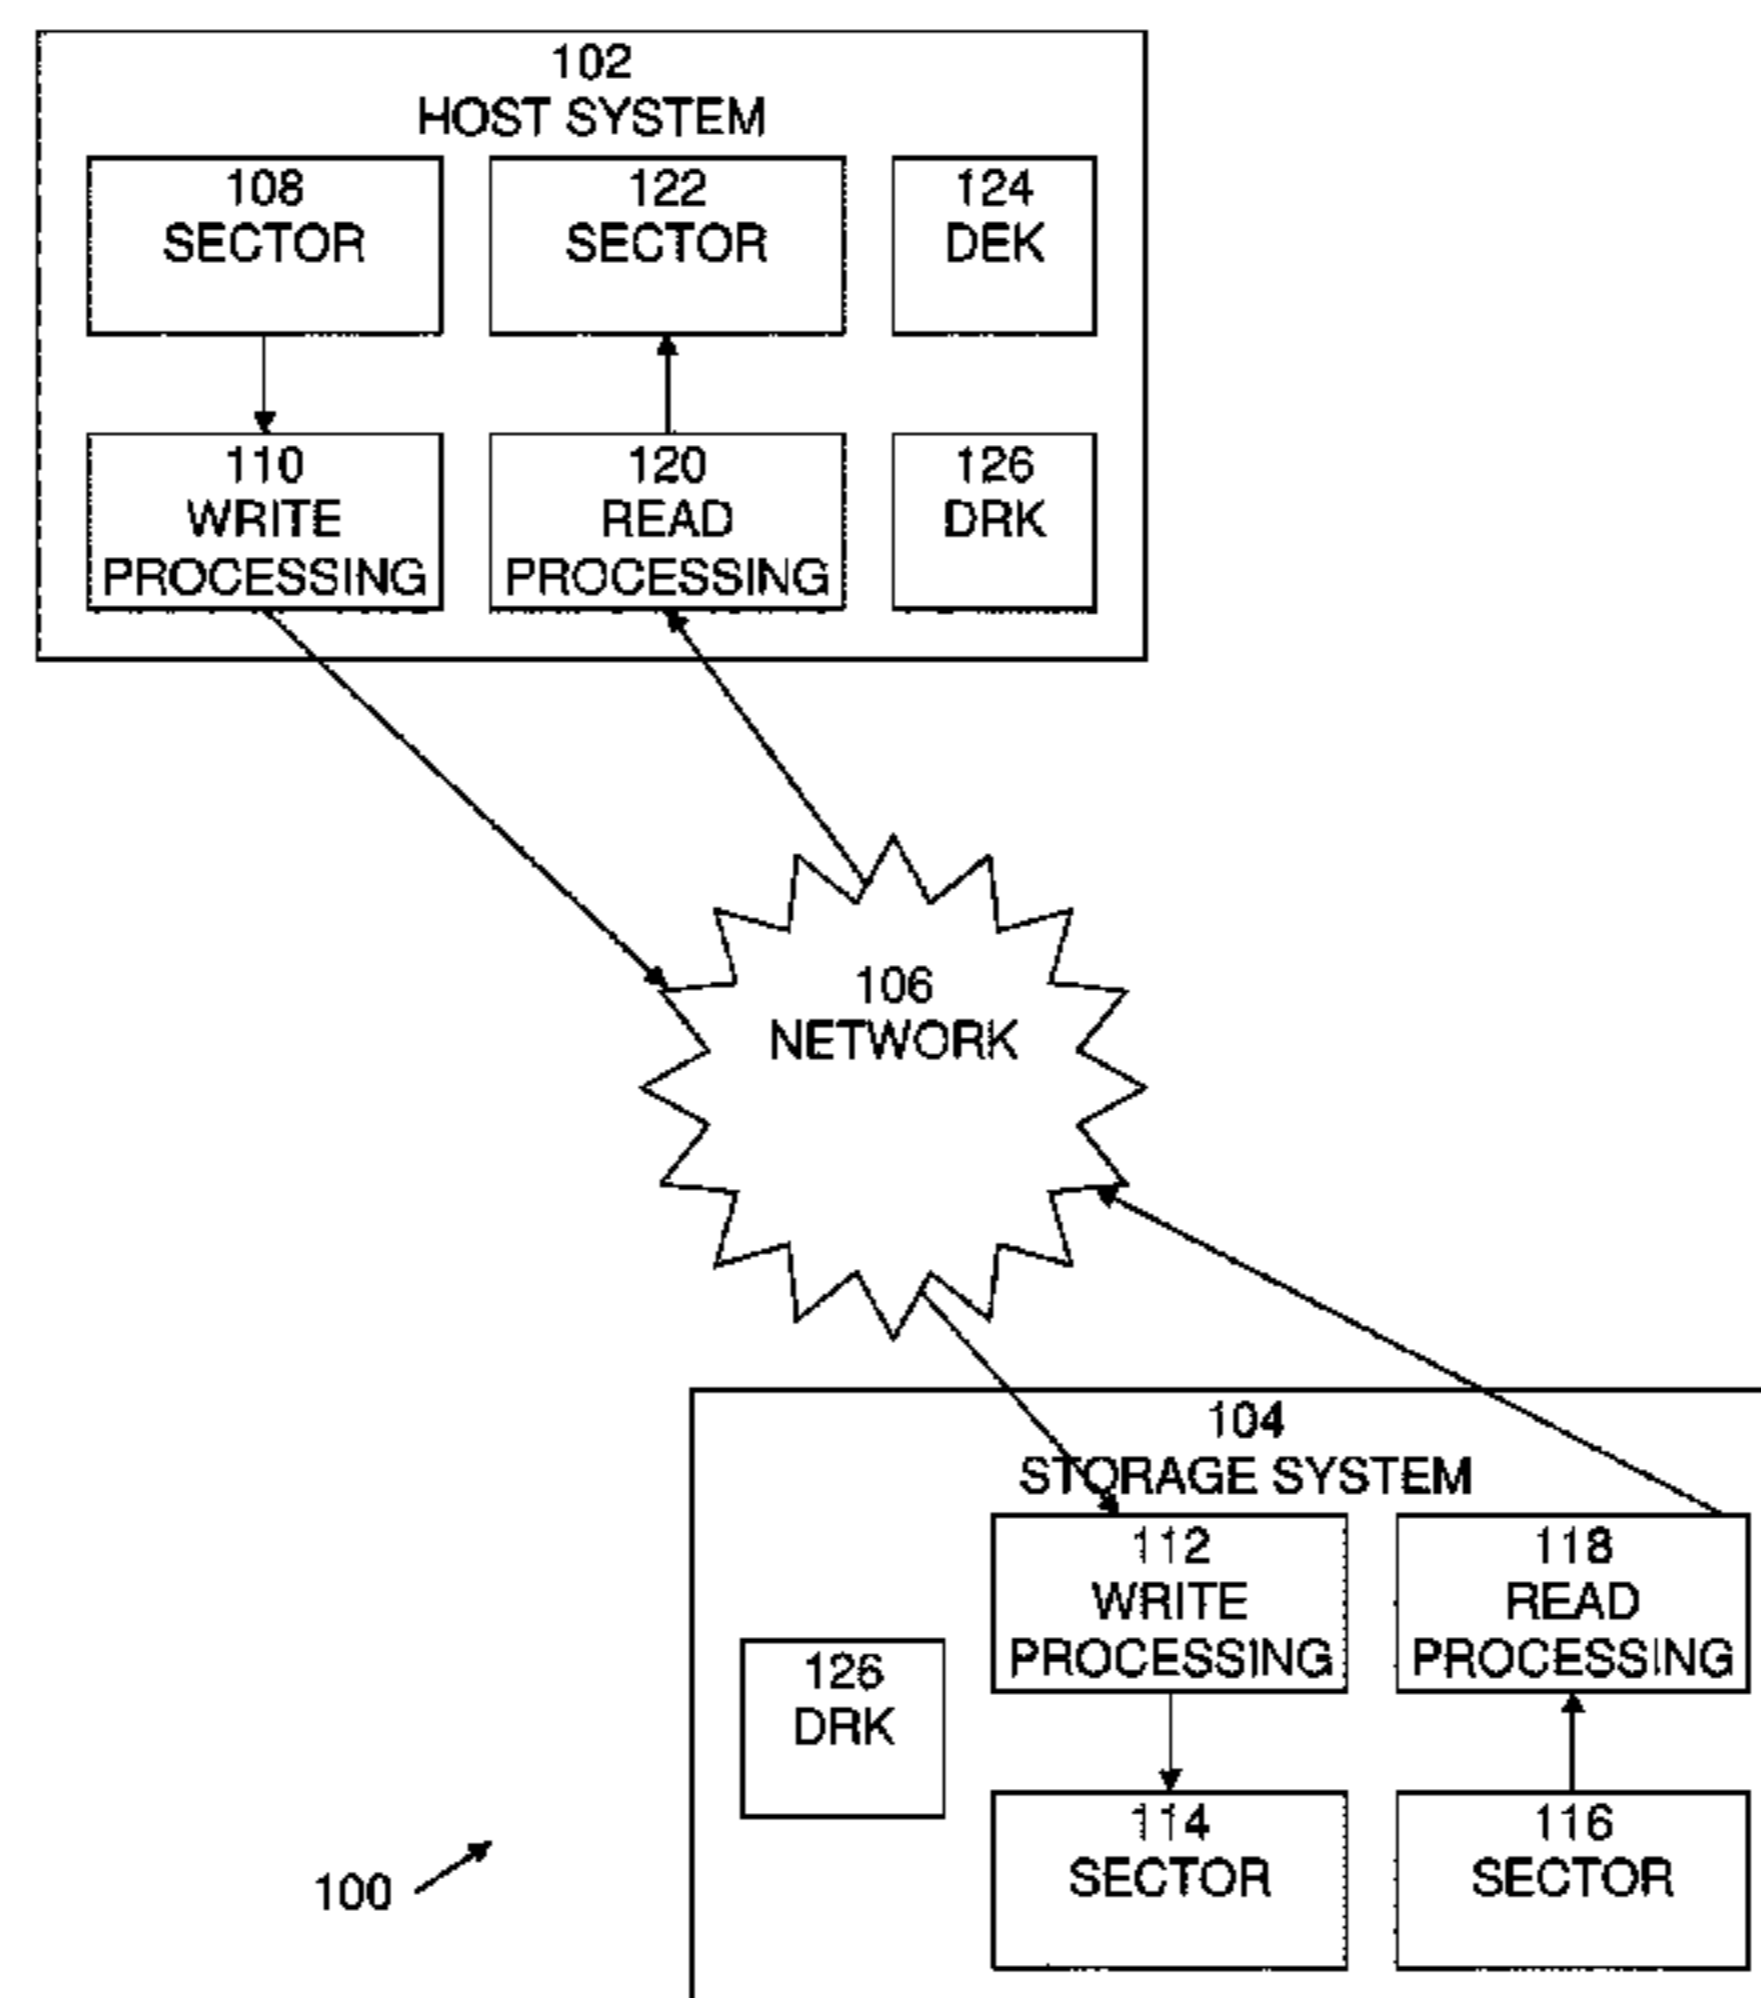 102
HOST SYSTEM
108
SECTOR
122
SECTOR
124
DEK
110
WRITE
PROCESSING
120
READ
PROCESSING
126
DRK
106
NETWORK
104
STORAGE SYSTEM
112
WRITE
PROCESSING
118
READ
PROCESSING
126
DRK
114
SECTOR
116
SECTOR
100